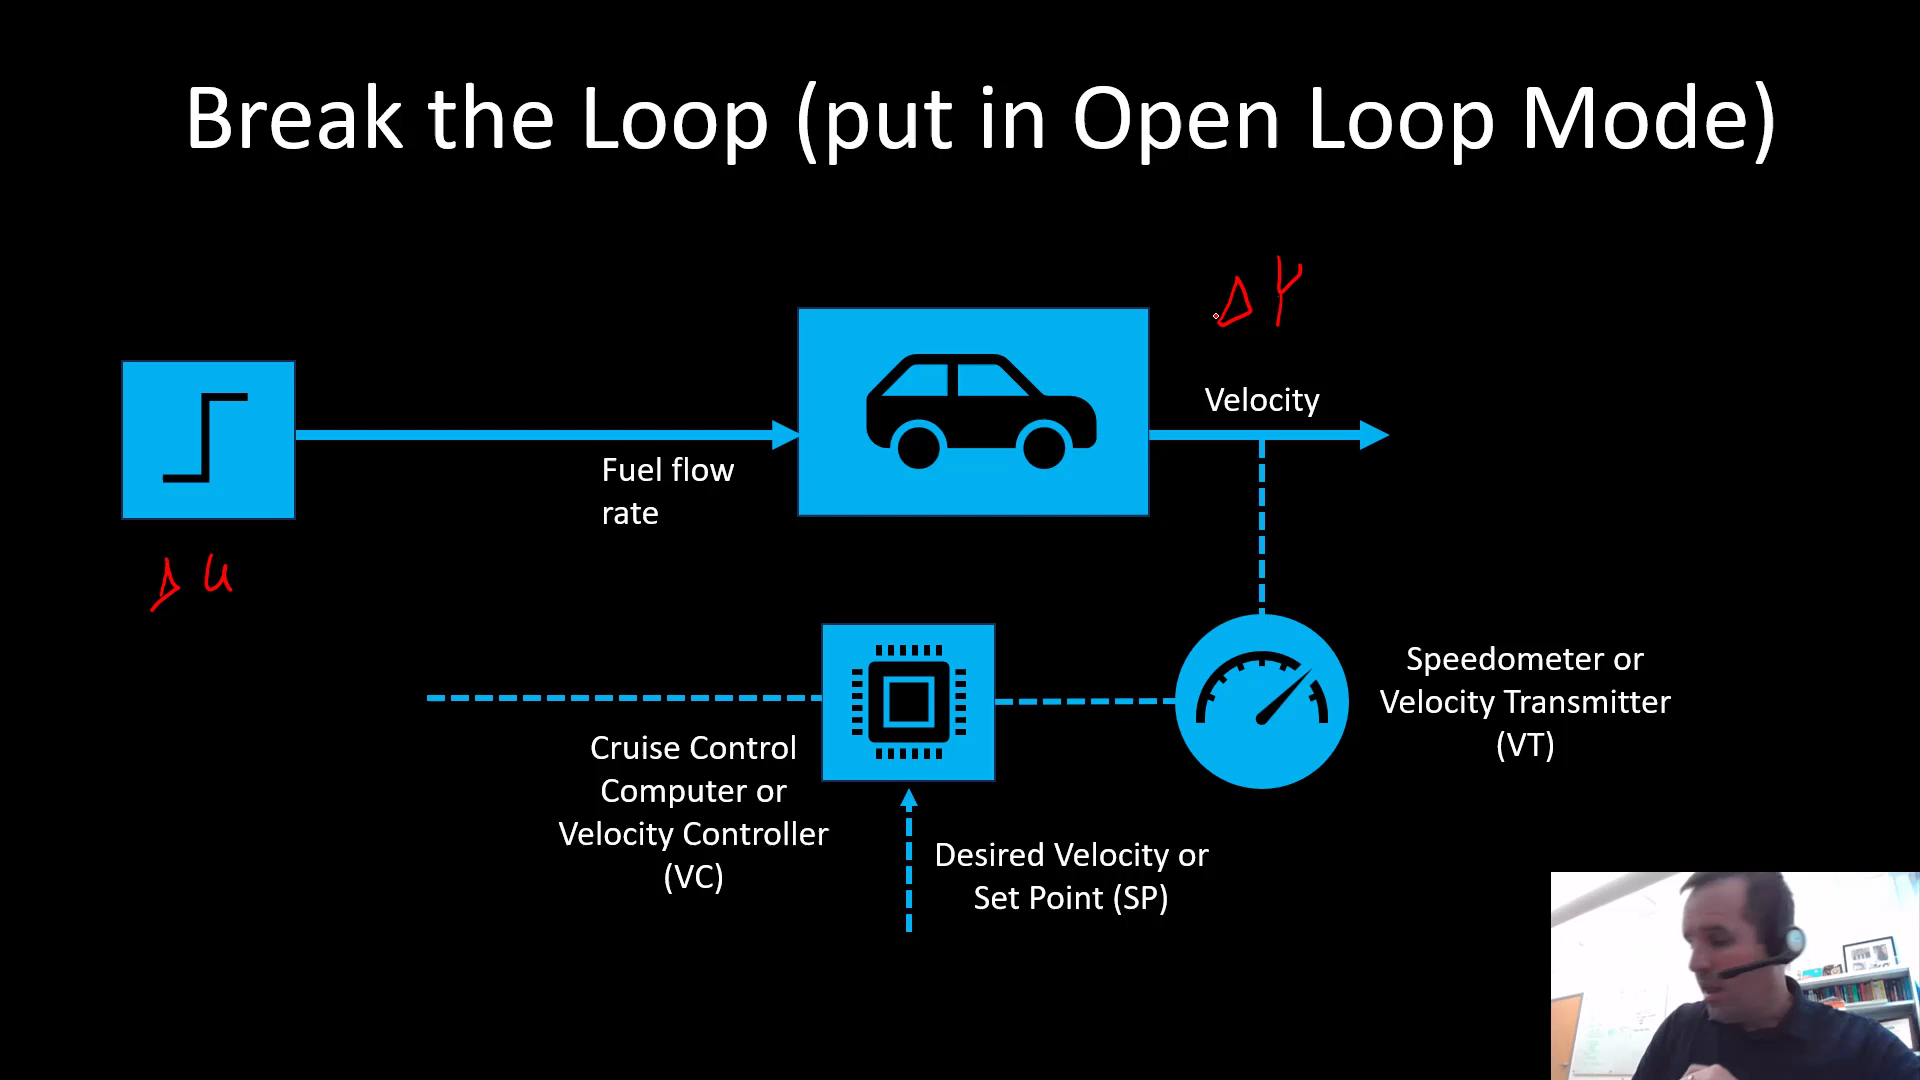 Break the Loop (put in Open Loop Mode)
Δ Y
Velocity
Fuel flow
rate
Δ u
Speedometer or
Velocity Transmitter
(VT)
Cruise Control
Computer or
Velocity Controller
(VC)
Desired Velocity or
Set Point (SP)